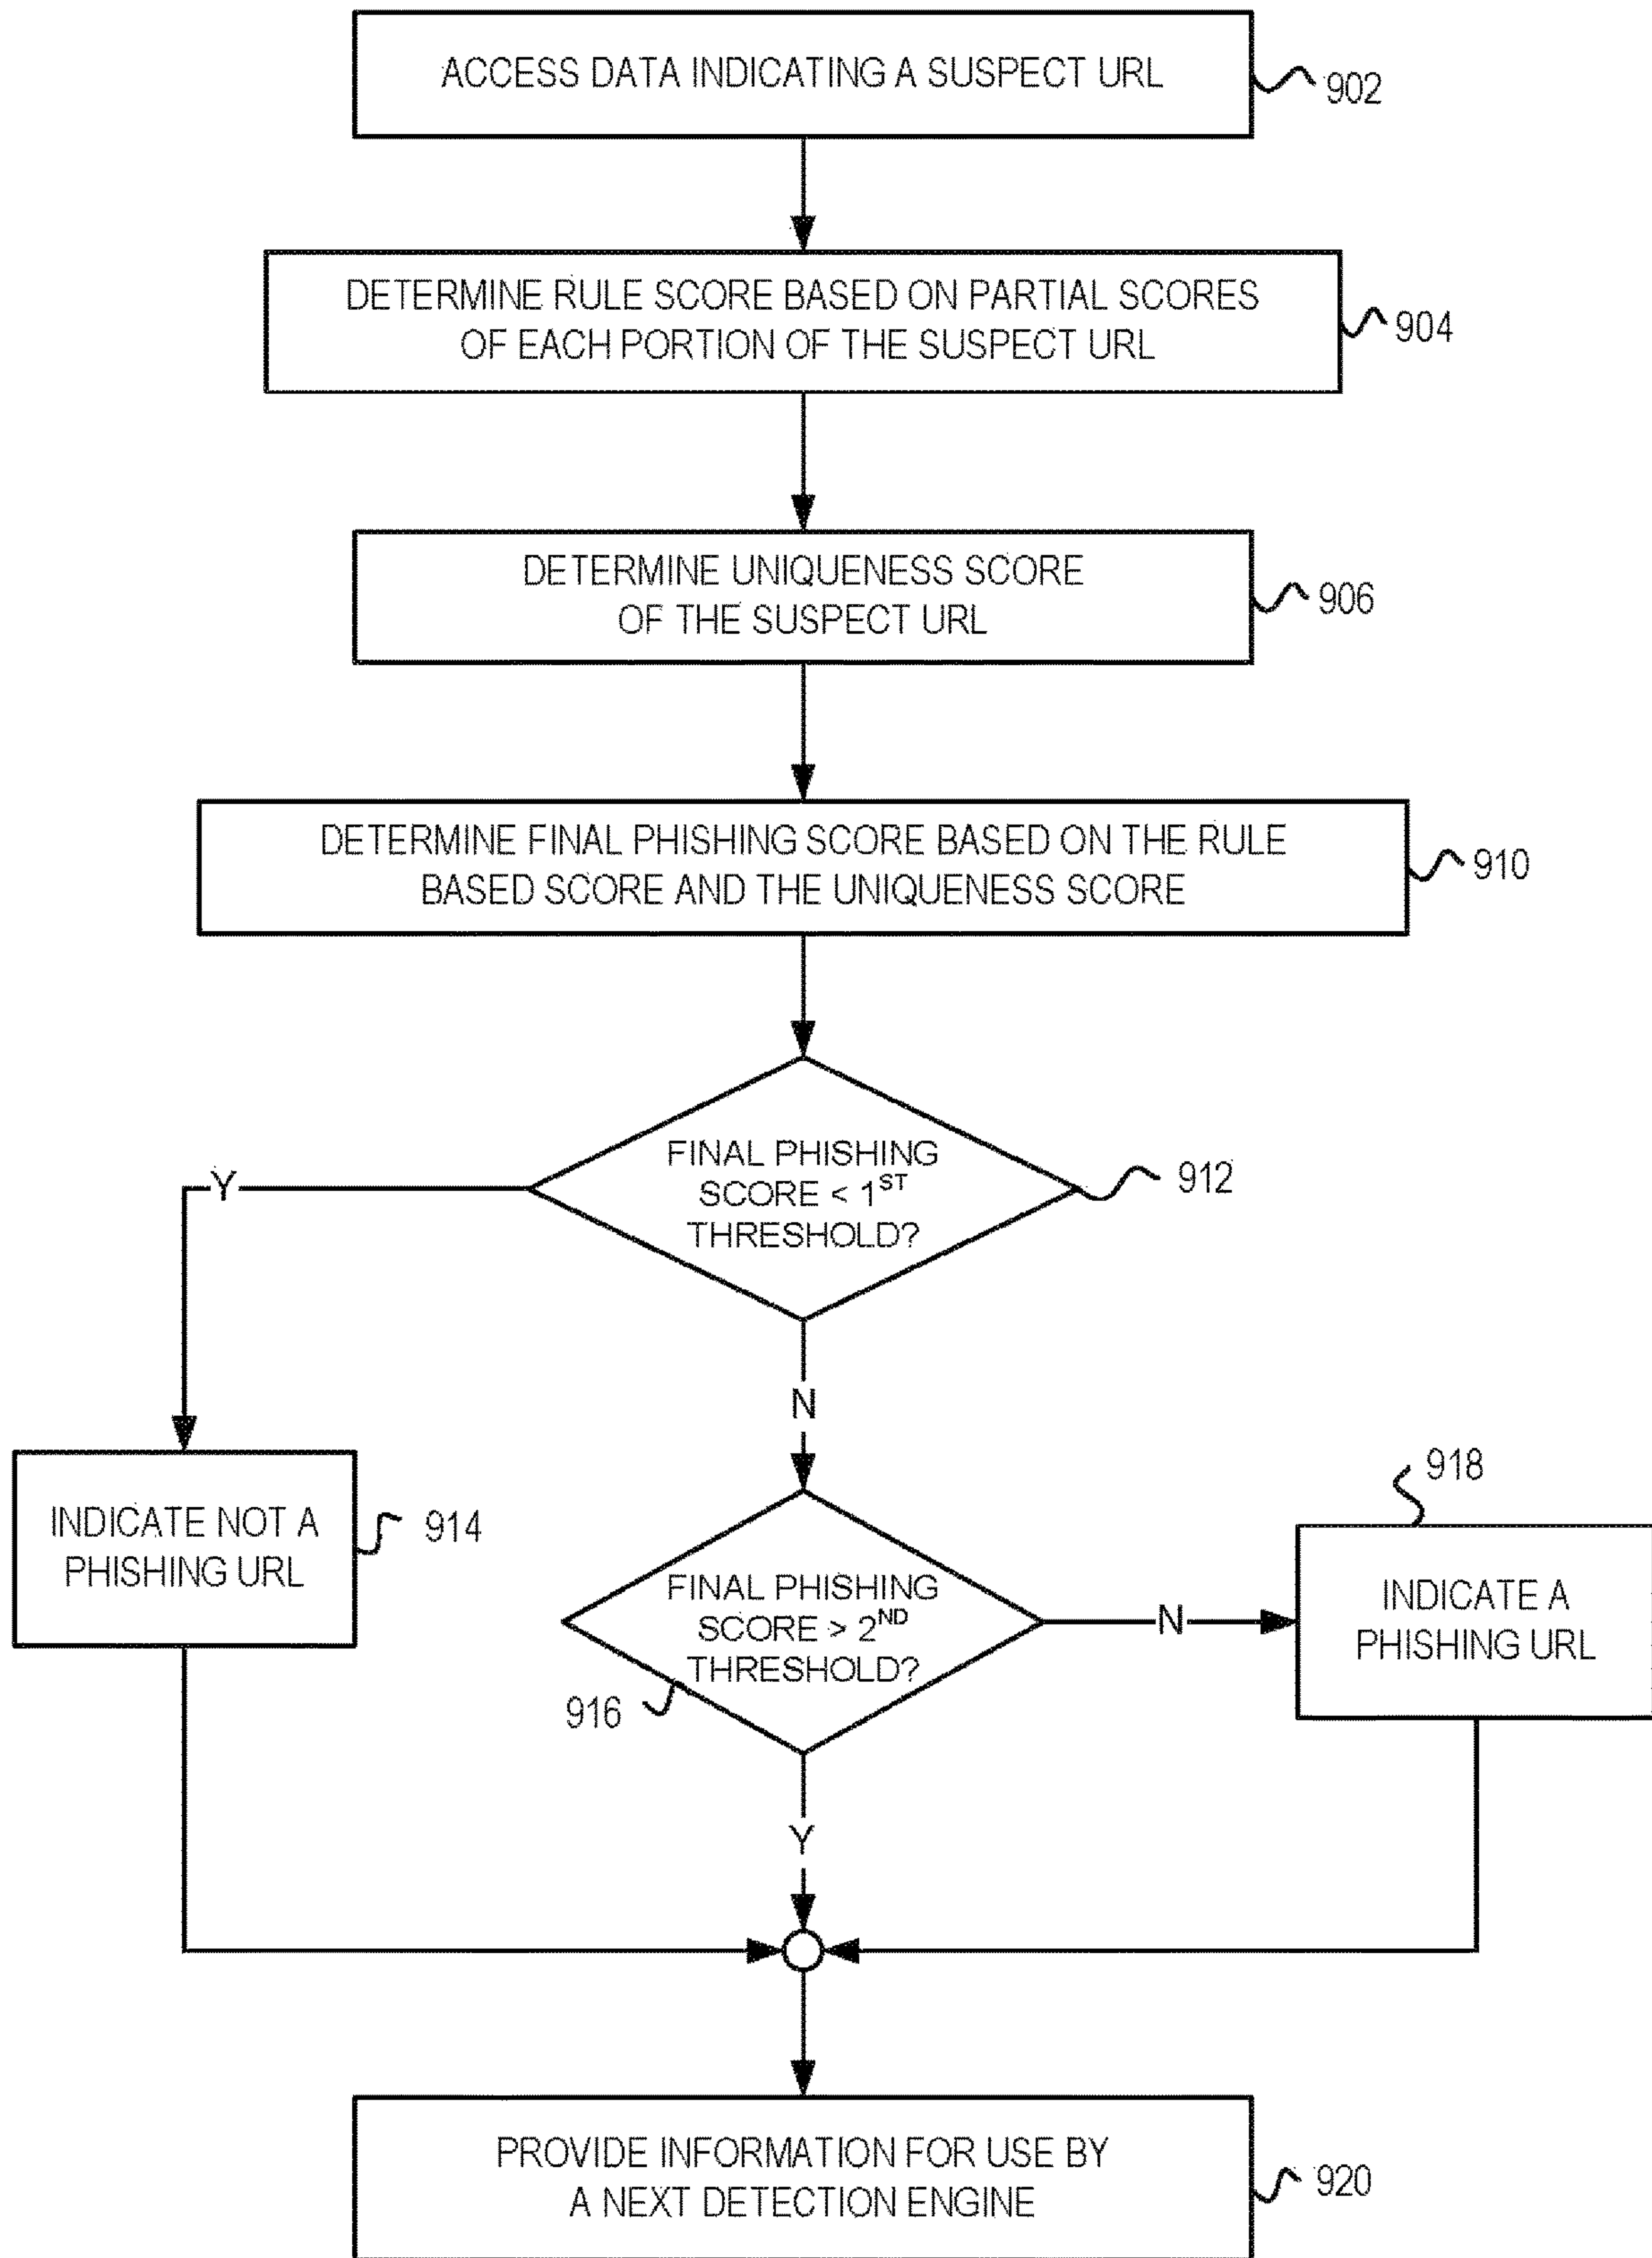 ACCESS DATA INDICATING A SUSPECT URL
902
DETERMINE RULE SCORE BASED ON PARTIAL SCORES
OF EACH PORTION OF THE SUSPECT URL
904
DETERMINE UNIQUENESS SCORE
OF THE SUSPECT URL
906
DETERMINE FINAL PHISHING SCORE BASED ON THE RULE
BASED SCORE AND THE UNIQUENESS SCORE
910
FINAL PHISHING
SCORE < 1ST
THRESHOLD?
912
Y
N
INDICATE NOT A
PHISHING URL
914
FINAL PHISHING
SCORE > 2ND
THRESHOLD?
916
N
918
INDICATE A
PHISHING URL
Y
PROVIDE INFORMATION FOR USE BY
A NEXT DETECTION ENGINE
920